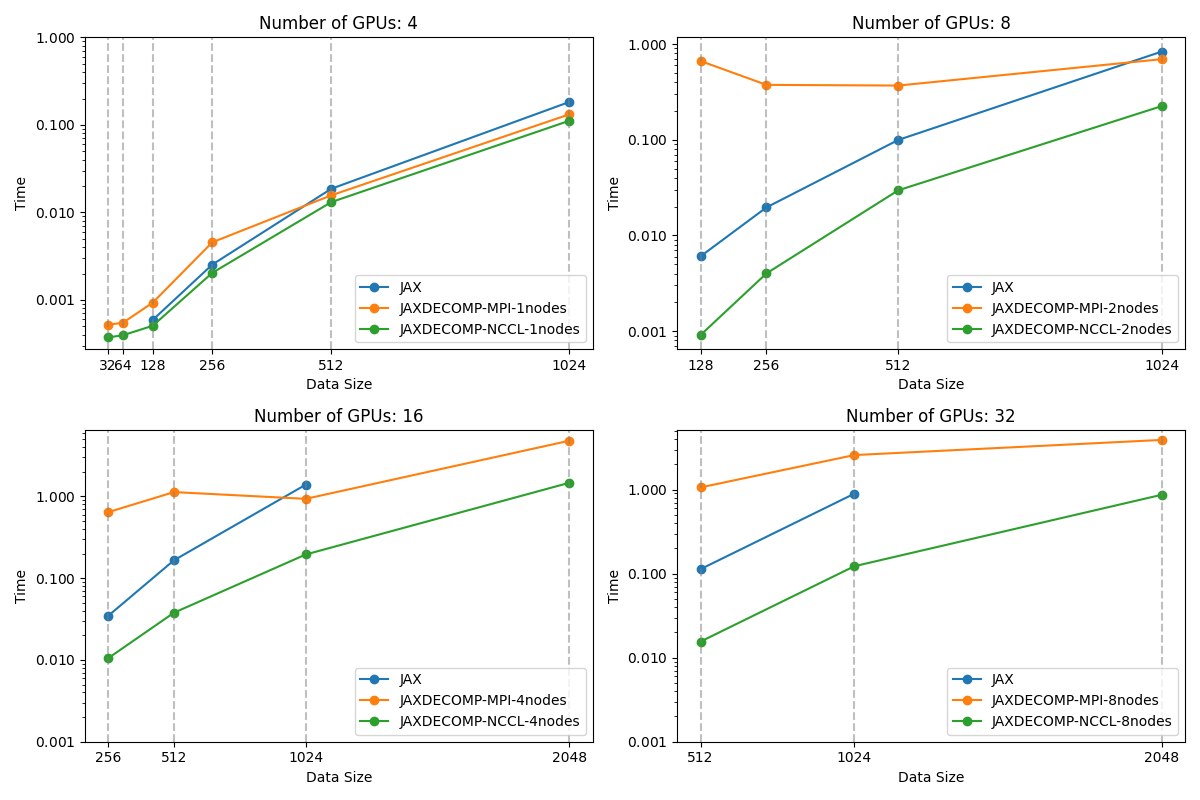 Number of GPUs: 4
1.000
0.100
0.010
0.001
Time
JAX
JAXDECOMP-MPI-1nodes
JAXDECOMP-NCCL-1nodes
32 64 128 256 512 1024
Data Size
Number of GPUs: 8
1.000
0.100
0.010
0.001
Time
JAX
JAXDECOMP-MPI-2nodes
JAXDECOMP-NCCL-2nodes
128 256 512 1024
Data Size
Number of GPUs: 16
1.000
0.100
0.010
0.001
Time
JAX
JAXDECOMP-MPI-4nodes
JAXDECOMP-NCCL-4nodes
256 512 1024 2048
Data Size
Number of GPUs: 32
1.000
0.100
0.010
0.001
Time
JAX
JAXDECOMP-MPI-8nodes
JAXDECOMP-NCCL-8nodes
512 1024 2048
Data Size